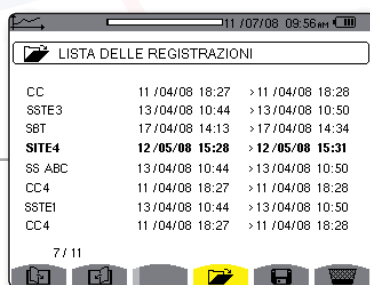 11/07/08 09:56 AM
LISTA DELLE REGISTRAZIONI
CC 11/04/08 18:27 >11/04/08 18:28
SSTE3 13/04/08 10:44 >13/04/08 10:50
SBT 17/04/08 14:13 >17/04/08 14:34
SITE4 12/05/08 15:28 >12/05/08 15:31
SS ABC 13/04/08 10:44 >13/04/08 10:50
CC4 11/04/08 18:27 >11/04/08 18:28
SSTE1 13/04/08 10:44 >13/04/08 10:50
CC4 11/04/08 18:27 >11/04/08 18:28
7/11